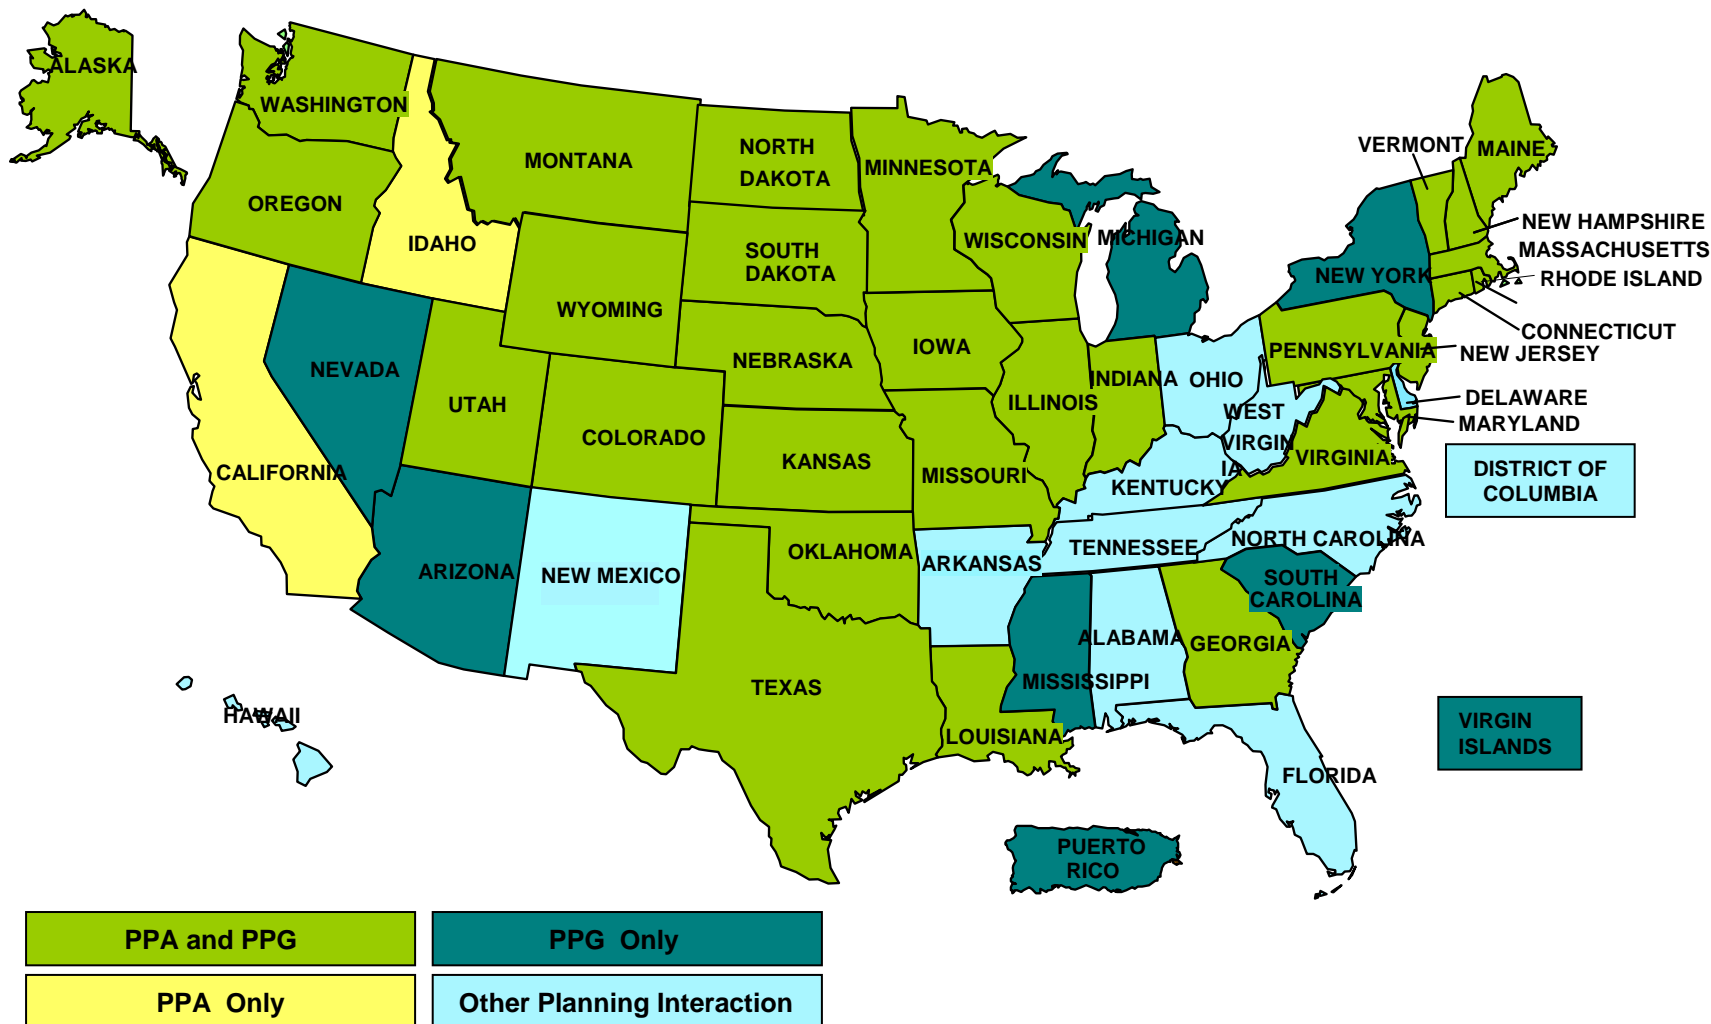 ALASKA
WASHINGTON
OREGON
IDAHO
MONTANA
NORTH
DAKOTA
MINNESOTA
SOUTH
DAKOTA
WISCONSIN
MICHIGAN
VERMONT
MAINE
NEW HAMPSHIRE
MASSACHUSETTS
RHODE ISLAND
NEW YORK
CONNECTICUT
PENNSYLVANIA
NEW JERSEY
DELAWARE
MARYLAND
DISTRICT OF
COLUMBIA
WYOMING
NEBRASKA
IOWA
NEVADA
UTAH
COLORADO
CALIFORNIA
KANSAS
MISSOURI
ILLINOIS
INDIANA
OHIO
WEST
VIRGIN
IA
VIRGINIA
KENTUCKY
TENNESSEE
NORTH CAROLINA
SOUTH
CAROLINA
ARIZONA
NEW MEXICO
OKLAHOMA
ARKANSAS
ALABAMA
GEORGIA
MISSISSIPPI
TEXAS
LOUISIANA
FLORIDA
HAWAII
VIRGIN
ISLANDS
PUERTO
RICO
PPA and PPG
PPG Only
PPA Only
Other Planning Interaction